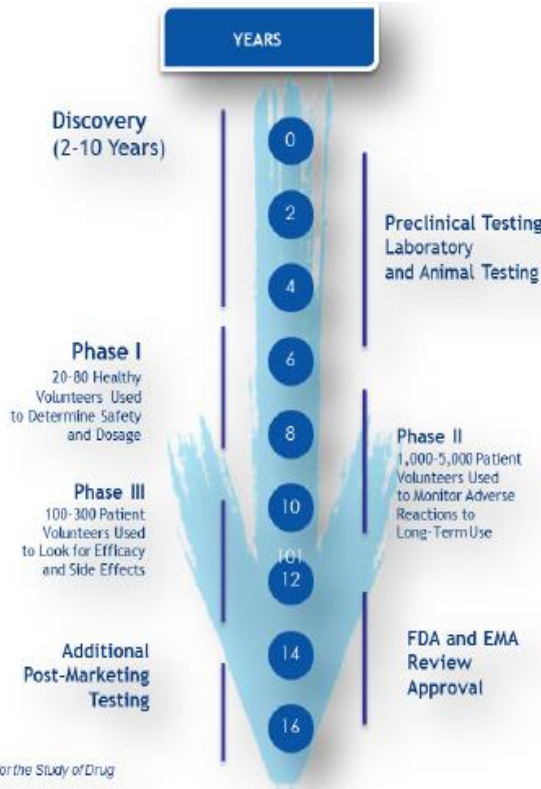 YEARS
Discovery
(2-10 Years)
0
2
Preclinical Testing
Laboratory
and Animal Testing
4
Phase I
20-80 Healthy
Volunteers Used
to Determine Safety
and Dosage
6
8
Phase II
1,000-5,000 Patient
Volunteers Used
to Monitor Adverse
Reactions to
Long-Term Use
Phase III
100-300 Patient
Volunteers Used
to Look for Efficacy
and Side Effects
10
101
12
Additional
Post-Marketing
Testing
14
FDA and EMA
Review
Approval
16
for the Study of Drug